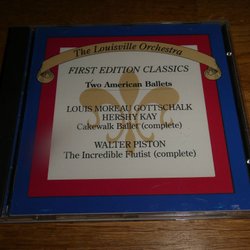 The Louisville Orchestra
FIRST EDITION CLASSICS
Two American Ballets
LOUIS MOREAU GOTTSCHALK
HERSHY KAY
Cakewalk Ballet (complete)
WALTER PISTON
The Incredible Flutist (complete)